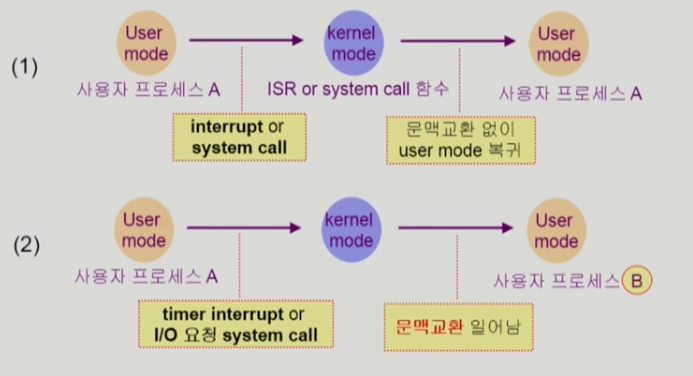 (1)
User
mode
kernel
mode
User
mode
사용자 프로세스 A
ISR or system call 함수
사용자 프로세스 A
interrupt or
system call
문맥교환 없이
user mode 복귀
(2)
User
mode
kernel
mode
User
mode
사용자 프로세스 A
사용자 프로세스 B
timer interrupt or
I/O 요청 system call
문맥교환 일어남